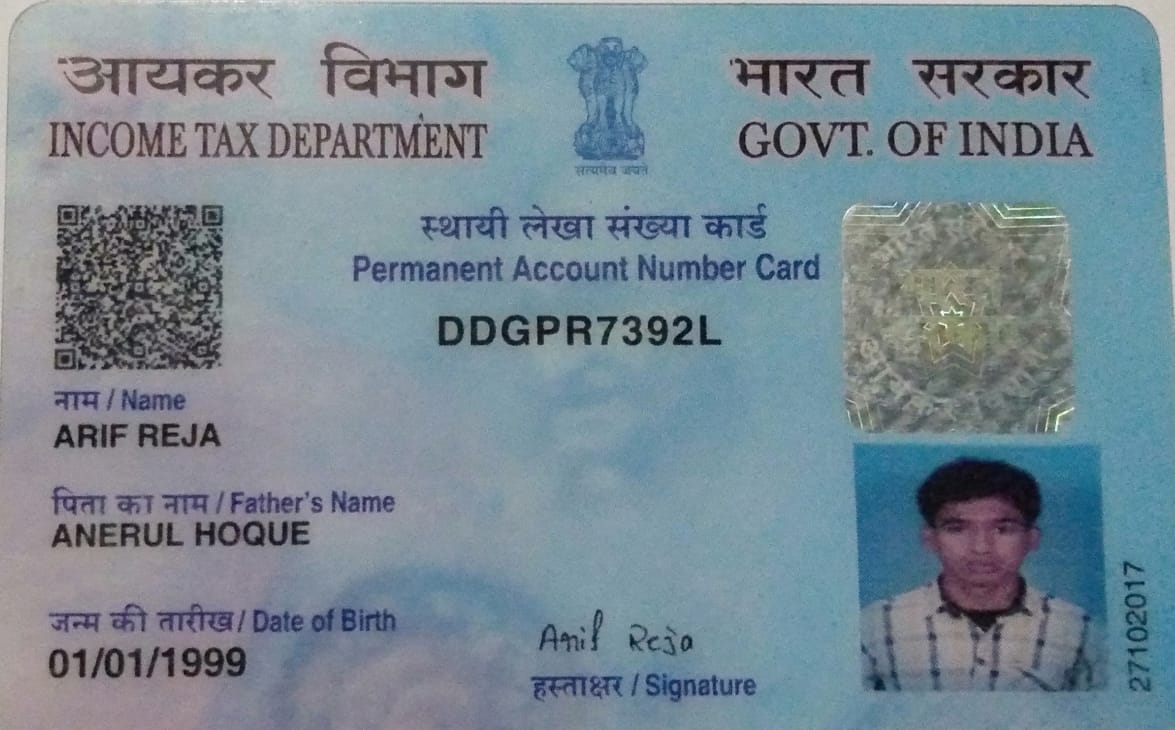 आयकर विभाग
INCOME TAX DEPARTMENT
सत्यमेव जयते
भारत सरकार
GOVT. OF INDIA
स्थायी लेखा संख्या कार्ड
Permanent Account Number Card
DDGPR7392L
नाम / Name
ARIF REJA
पिता का नाम / Father's Name
ANERUL HOQUE
जन्म की तारीख / Date of Birth
01/01/1999
Arif Reja
हस्ताक्षर / Signature
27102017